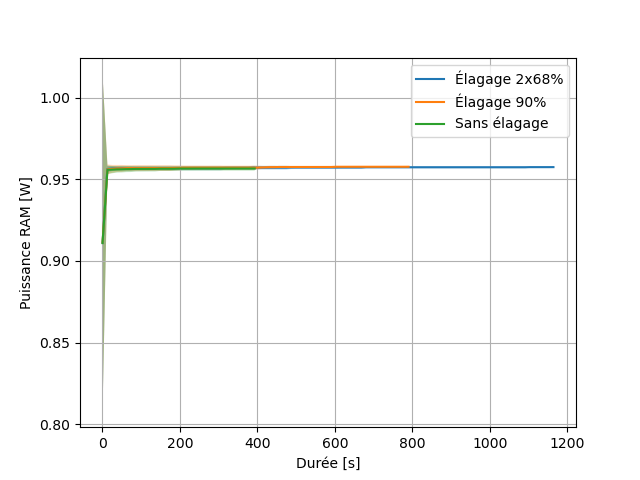 Élagage 2x68%
Élagage 90%
Sans élagage
Puissance RAM [W]
1.00
0.95
0.90
0.85
0.80
0 200 400 600 800 1000 1200
Durée [s]